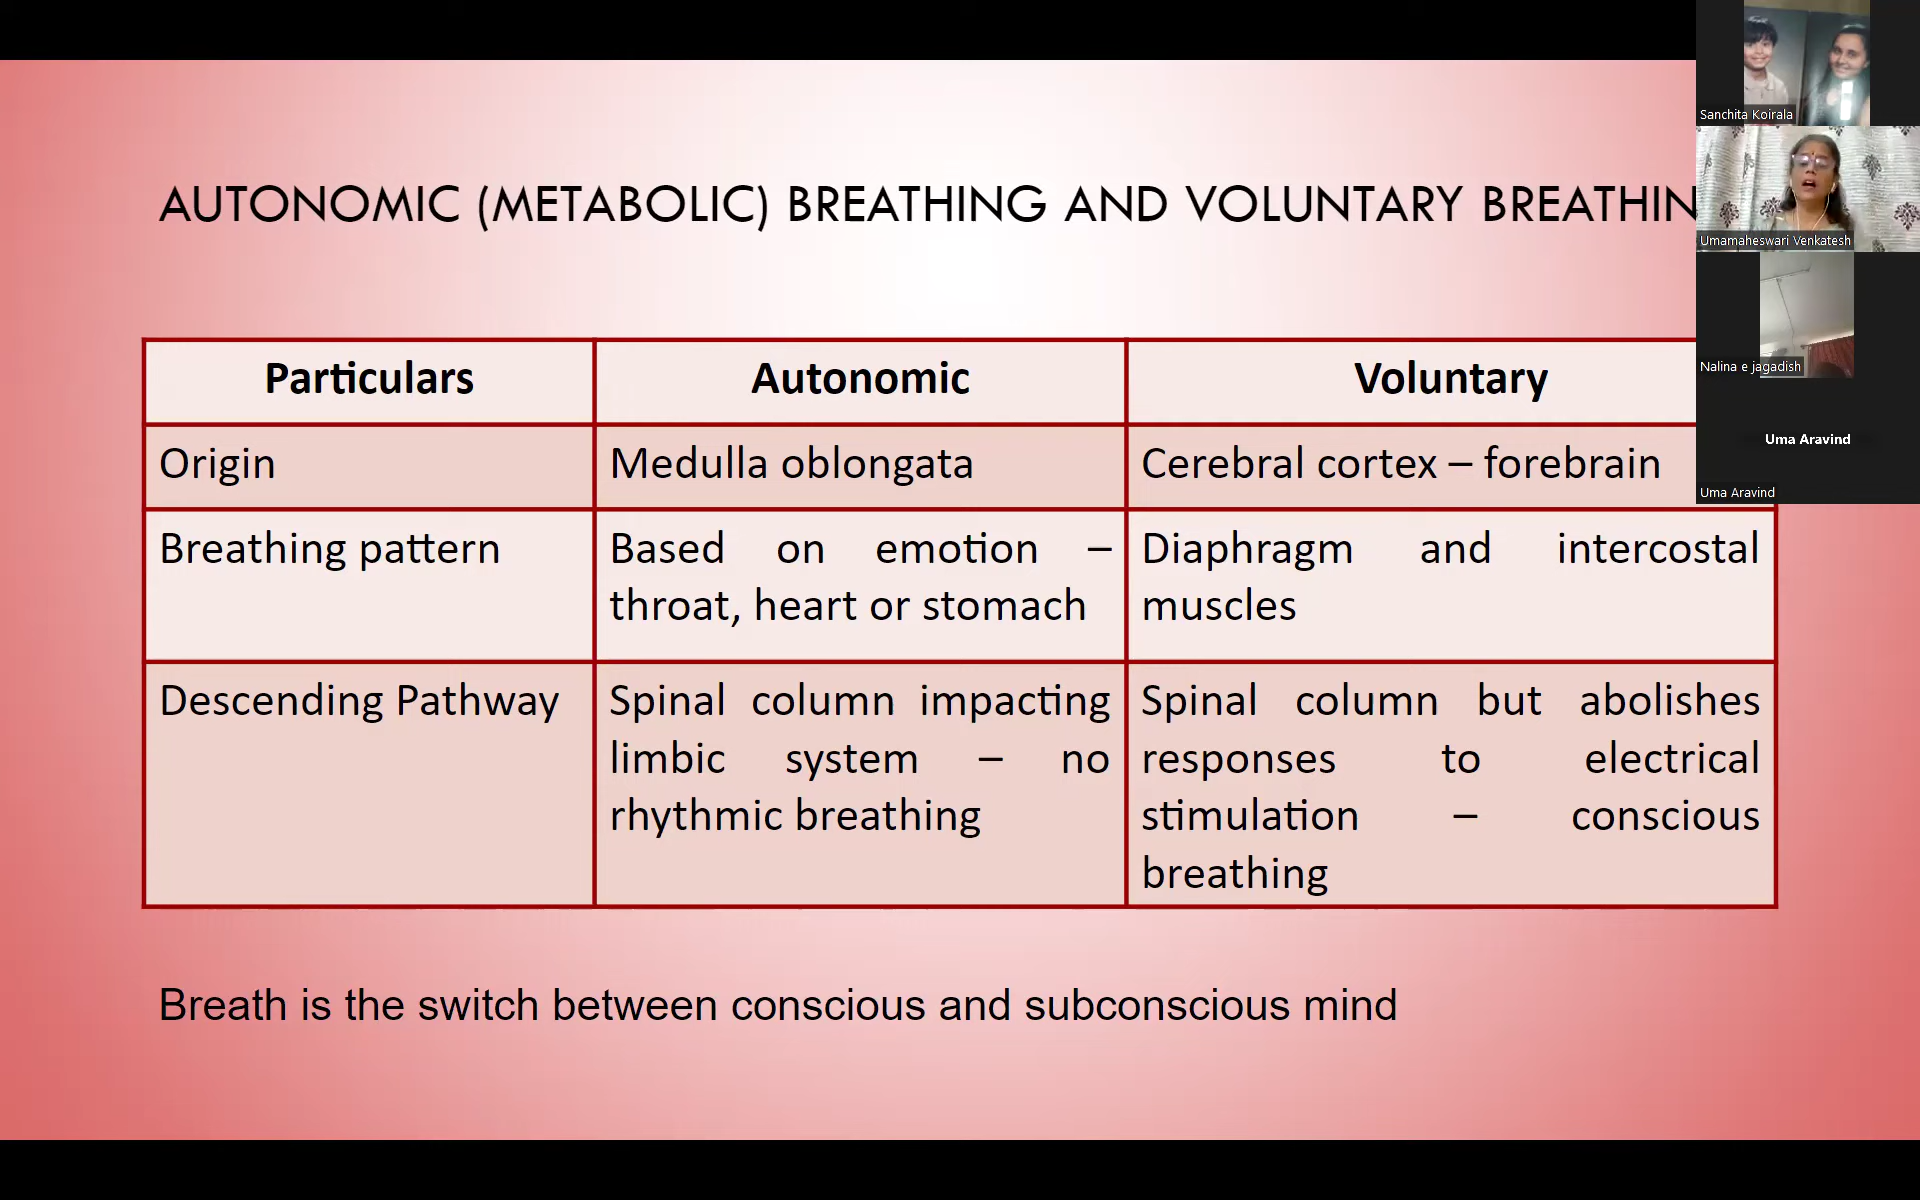 AUTONOMIC (METABOLIC) BREATHING AND VOLUNTARY BREATHIN
Particulars
Autonomic
Voluntary
Origin
Medulla oblongata
Cerebral cortex – forebrain
Breathing pattern
Based on emotion –
throat, heart or stomach
Diaphragm and intercostal
muscles
Descending Pathway
Spinal column impacting
limbic system – no
rhythmic breathing
Spinal column but abolishes
responses to electrical
stimulation – conscious
breathing
Breath is the switch between conscious and subconscious mind
Sanchita Koirala
Umamaheswari Venkatesh
Nalina e jagadish
Uma Aravind
Uma Aravind